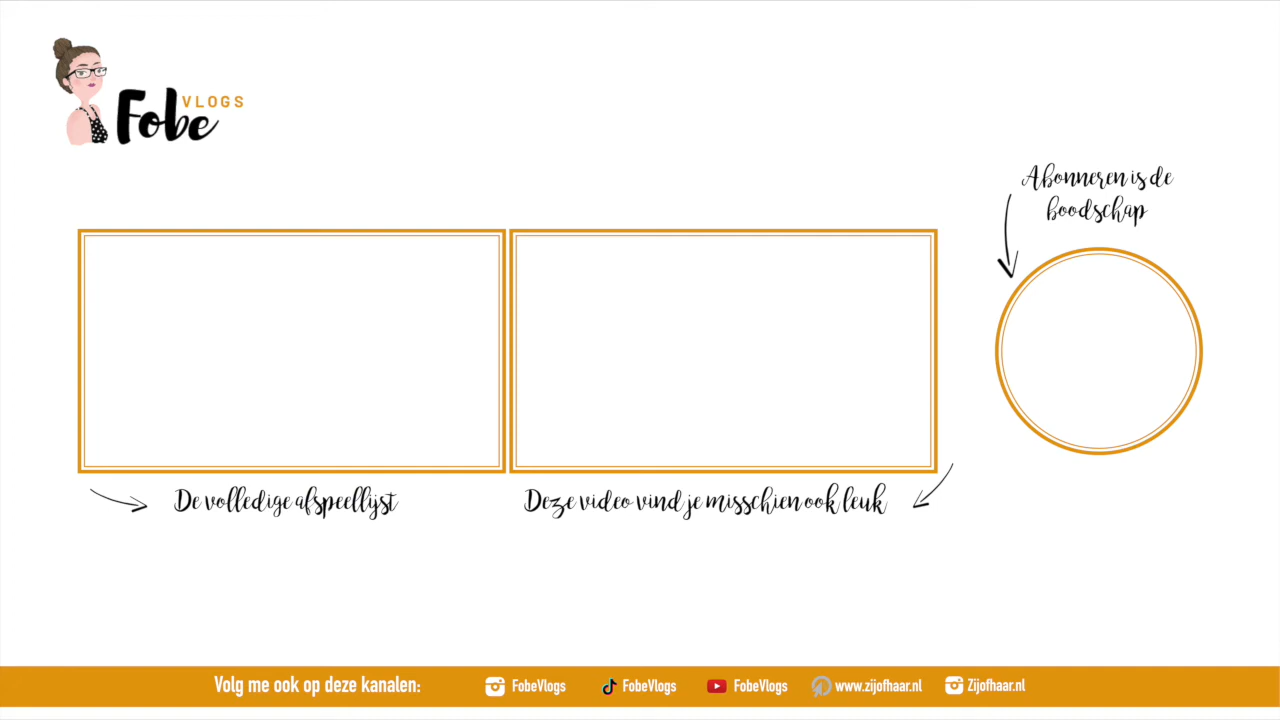 VLOGS
Fobe
Abonneren is de
boodschap
De volledige afspeellijst
Deze video vind je misschien ook leuk
Volg me ook op deze kanalen: FobeVlogs FobeVlogs FobeVlogs www.zijofhaar.nl Zijofhaar.nl